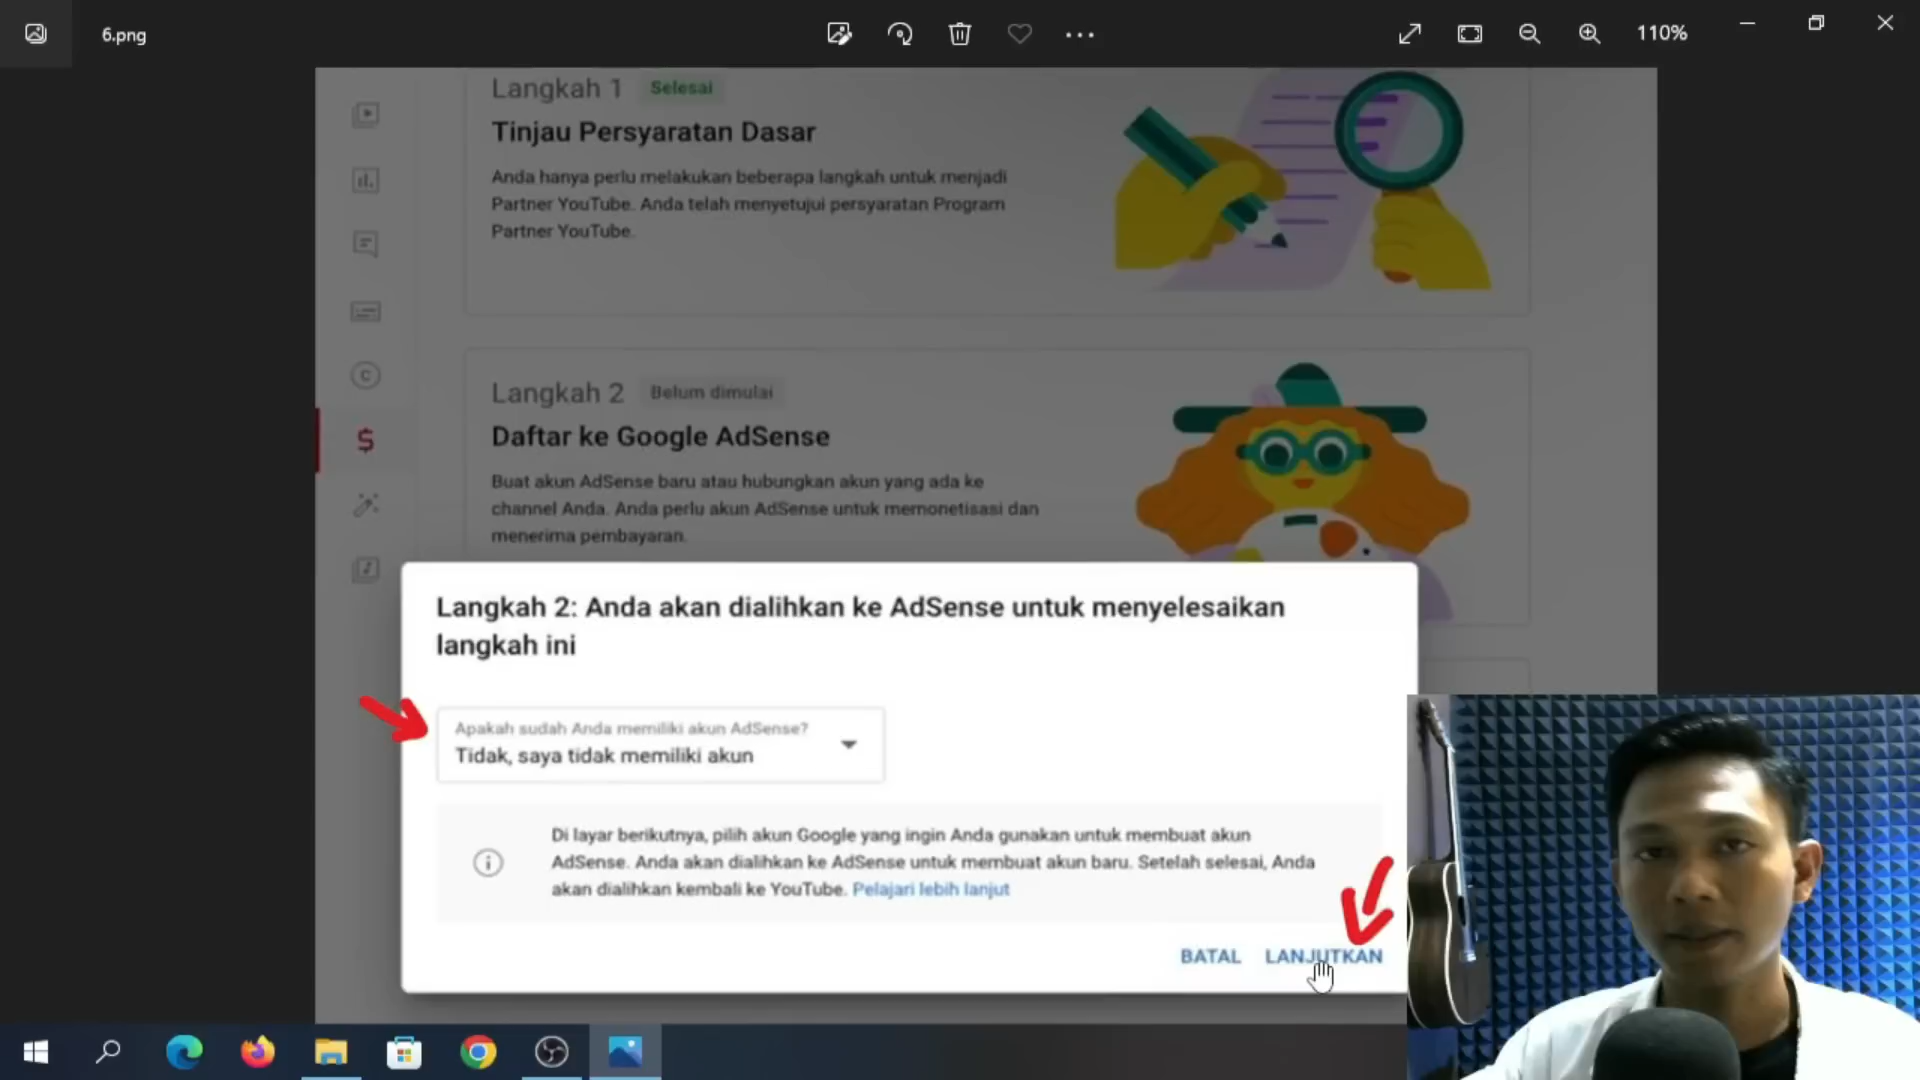 6.png
110%
Langkah 1 Selesai
Tinjau Persyaratan Dasar
Anda hanya perlu melakukan beberapa langkah untuk menjadi
Partner YouTube. Anda telah menyetujui persyaratan Program
Partner YouTube.
Langkah 2 Belum dimulai
Daftar ke Google AdSense
Buat akun AdSense baru atau hubungkan akun yang ada ke
channel Anda. Anda perlu akun AdSense untuk memonetisasi dan
menerima pembayaran.
Langkah 2: Anda akan dialihkan ke AdSense untuk menyelesaikan
langkah ini
Apakah sudah Anda memiliki akun AdSense?
Tidak, saya tidak memiliki akun
Di layar berikutnya, pilih akun Google yang ingin Anda gunakan untuk membuat akun
AdSense. Anda akan dialihkan ke AdSense untuk membuat akun baru. Setelah selesai, Anda
akan dialihkan kembali ke YouTube. Pelajari lebih lanjut
BATAL LANJUTKAN